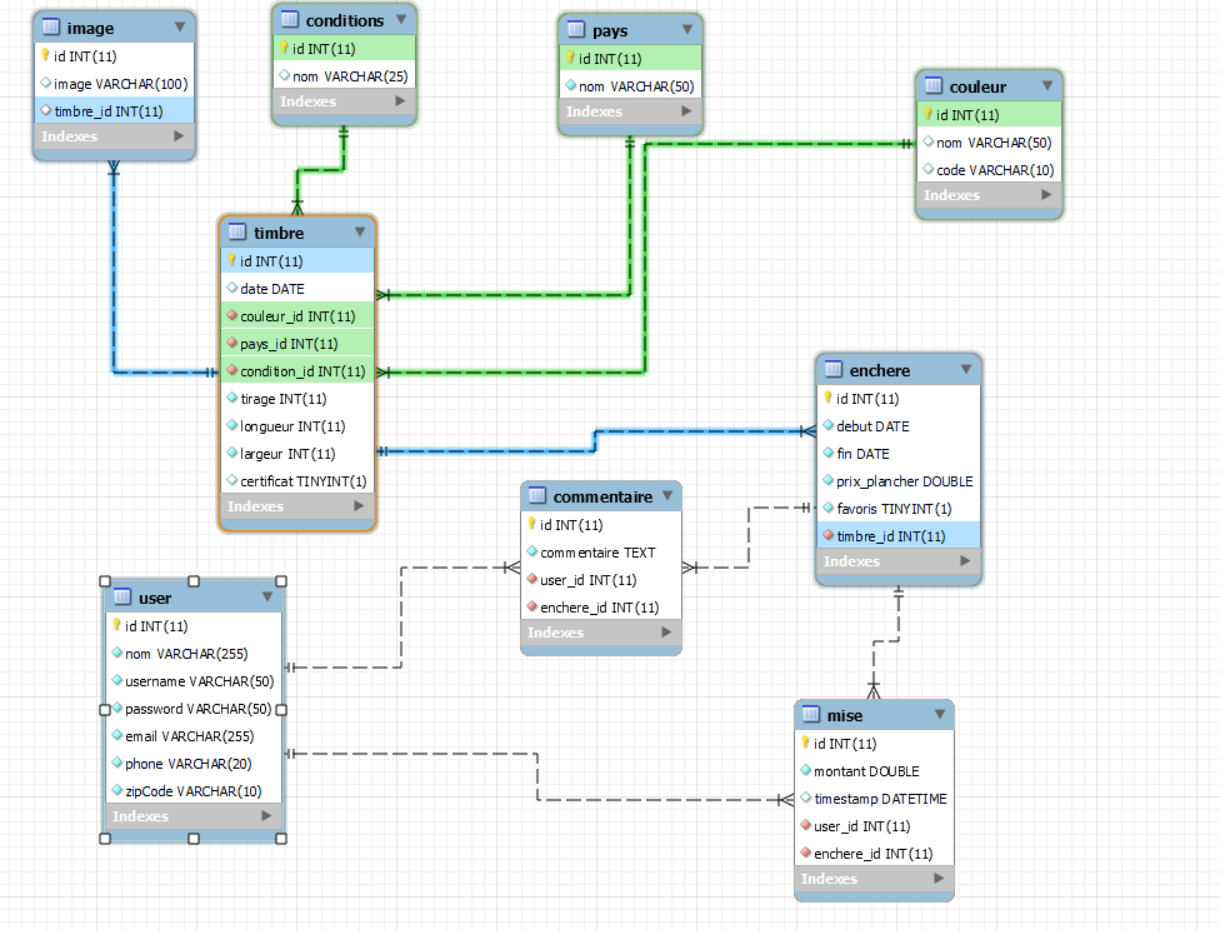 image
id INT(11)
image VARCHAR(100)
timbre_id INT(11)
Indexes
conditions
id INT(11)
nom VARCHAR(25)
Indexes
pays
id INT(11)
nom VARCHAR(50)
Indexes
couleur
id INT(11)
nom VARCHAR(50)
code VARCHAR(10)
Indexes
timbre
id INT(11)
date DATE
couleur_id INT(11)
pays_id INT(11)
condition_id INT(11)
tirage INT(11)
longueur INT(11)
largeur INT(11)
certificat TINYINT(1)
Indexes
enchere
id INT(11)
debut DATE
fin DATE
prix_plancher DOUBLE
favoris TINYINT(1)
timbre_id INT(11)
Indexes
commentaire
id INT(11)
commentaire TEXT
user_id INT(11)
enchere_id INT(11)
Indexes
user
id INT(11)
nom VARCHAR(255)
username VARCHAR(50)
password VARCHAR(50)
email VARCHAR(255)
phone VARCHAR(20)
zipCode VARCHAR(10)
Indexes
mise
id INT(11)
montant DOUBLE
timestamp DATETIME
user_id INT(11)
enchere_id INT(11)
Indexes